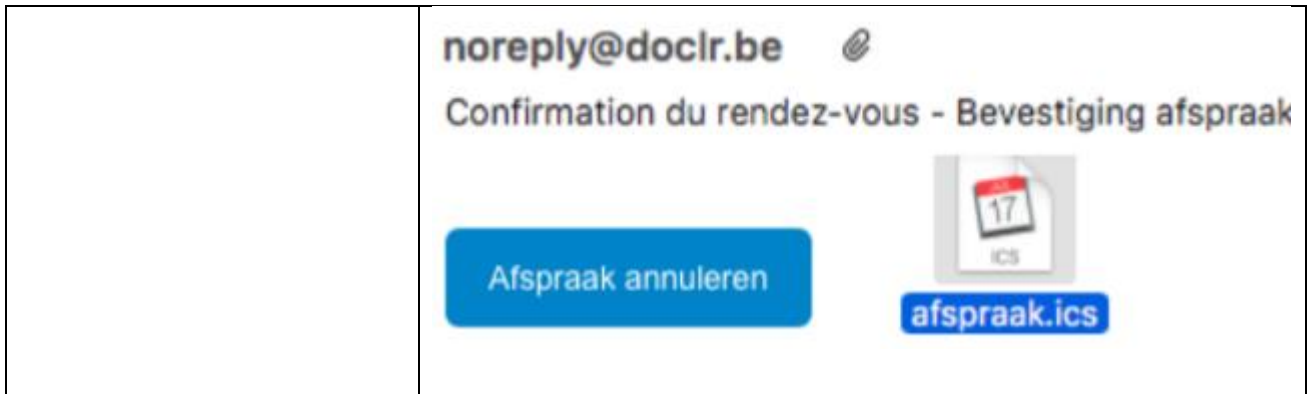 noreply@doclr.be
Confirmation du rendez-vous - Bevestiging afspraak
17
ICS
Afspraak annuleren
afspraak.ics